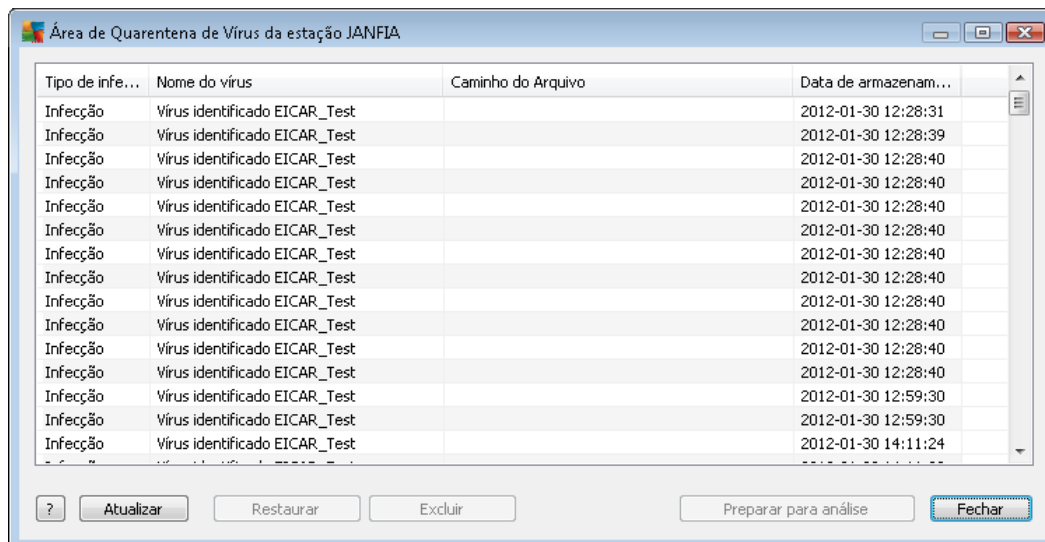 Área de Quarentena de Vírus da estação JANFIA
Tipo de infe... Nome do vírus Caminho do Arquivo Data de armazenam...
Infecção Vírus identificado EICAR_Test 2012-01-30 12:28:31
Infecção Vírus identificado EICAR_Test 2012-01-30 12:28:39
Infecção Vírus identificado EICAR_Test 2012-01-30 12:28:40
Infecção Vírus identificado EICAR_Test 2012-01-30 12:28:40
Infecção Vírus identificado EICAR_Test 2012-01-30 12:28:40
Infecção Vírus identificado EICAR_Test 2012-01-30 12:28:40
Infecção Vírus identificado EICAR_Test 2012-01-30 12:28:40
Infecção Vírus identificado EICAR_Test 2012-01-30 12:28:40
Infecção Vírus identificado EICAR_Test 2012-01-30 12:28:40
Infecção Vírus identificado EICAR_Test 2012-01-30 12:28:40
Infecção Vírus identificado EICAR_Test 2012-01-30 12:28:40
Infecção Vírus identificado EICAR_Test 2012-01-30 12:28:40
Infecção Vírus identificado EICAR_Test 2012-01-30 12:59:30
Infecção Vírus identificado EICAR_Test 2012-01-30 12:59:30
Infecção Vírus identificado EICAR_Test 2012-01-30 14:11:24
? Atualizar Restaurar Excluir Preparar para análise Fechar